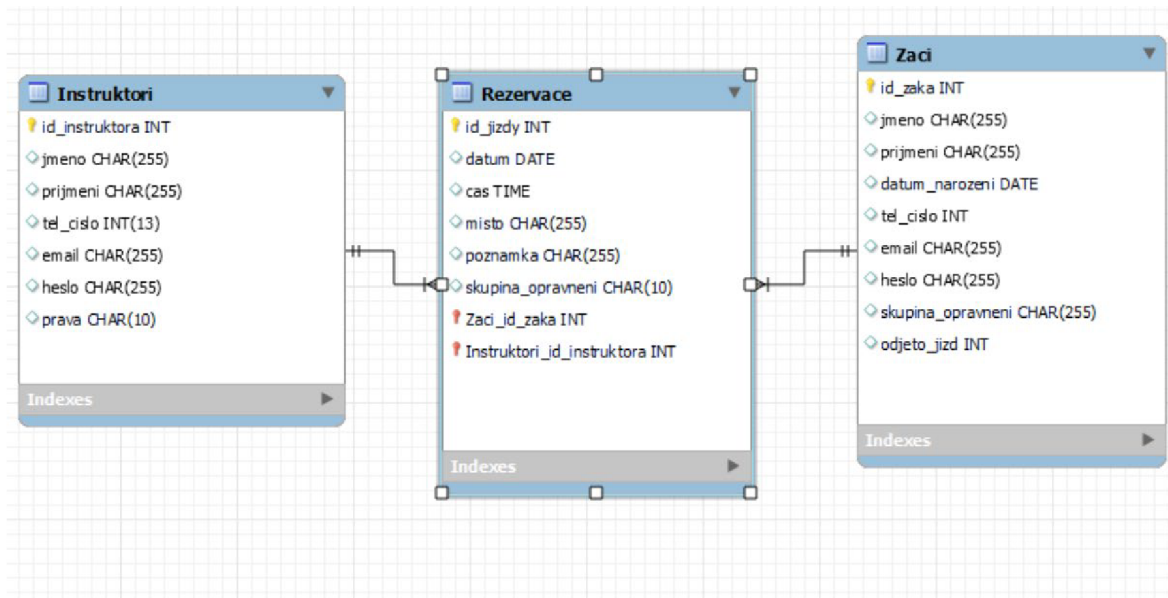 Instruktori
id_instruktora INT
jmeno CHAR(255)
prijmeni CHAR(255)
tel_cislo INT(13)
email CHAR(255)
heslo CHAR(255)
prava CHAR(10)
Indexes
Rezervace
id_jizdy INT
datum DATE
cas TIME
misto CHAR(255)
poznamka CHAR(255)
skupina_opravneni CHAR(10)
Zaci_id_zaka INT
Instruktori_id_instruktora INT
Indexes
Zaci
id_zaka INT
jmeno CHAR(255)
prijmeni CHAR(255)
datum_narozeni DATE
tel_cislo INT
email CHAR(255)
heslo CHAR(255)
skupina_opravneni CHAR(255)
odjeto_jizd INT
Indexes